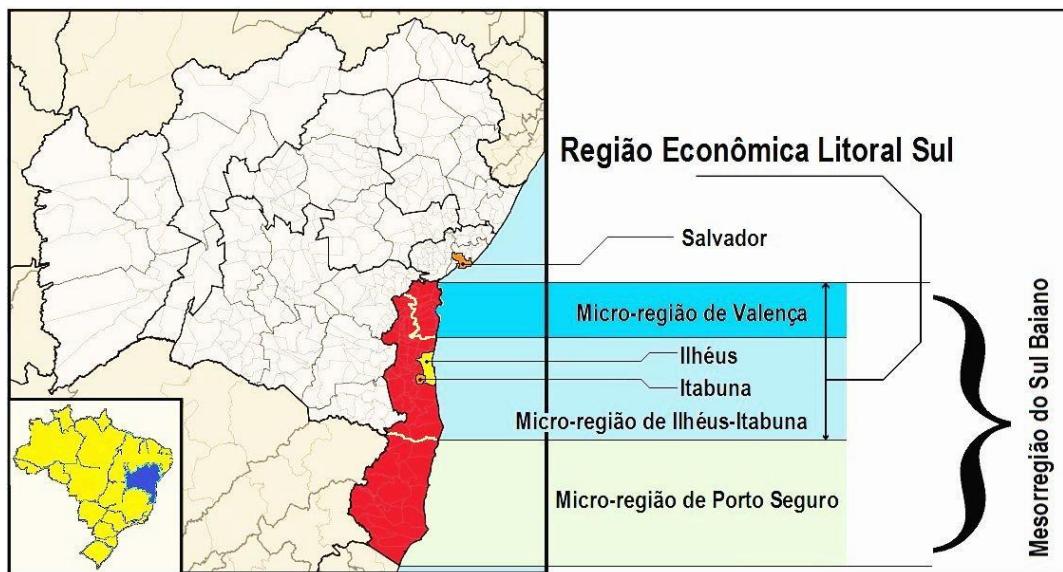 Região Econômica Litoral Sul
Salvador
Micro-região de Valença
Ilhéus
Itabuna
Micro-região de Ilhéus-Itabuna
Micro-região de Porto Seguro
Mesorregião do Sul Baiano